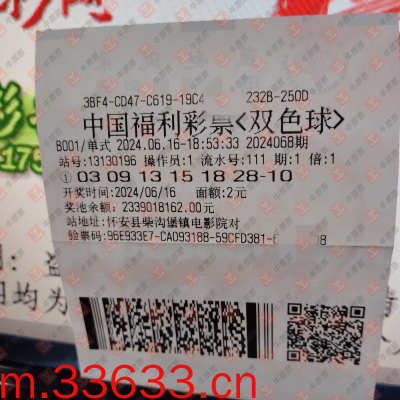 3BF4-CD47-C619-19C4 232B-250D
中国福利彩票<双色球>
B001/单式 2024.06.16-18:53:33 2024068期
站号:13130196 操作员:1 流水号:111 期:1 倍:1
① 03 09 13 15 18 28-10
开奖时间:2024/06/16 面额:2元
奖池余额: 2339018162.00元
站地址: 怀安县柴沟堡镇电影院对
验票码:96E933E7-CA093188-59CFD381-
m.33633.cn